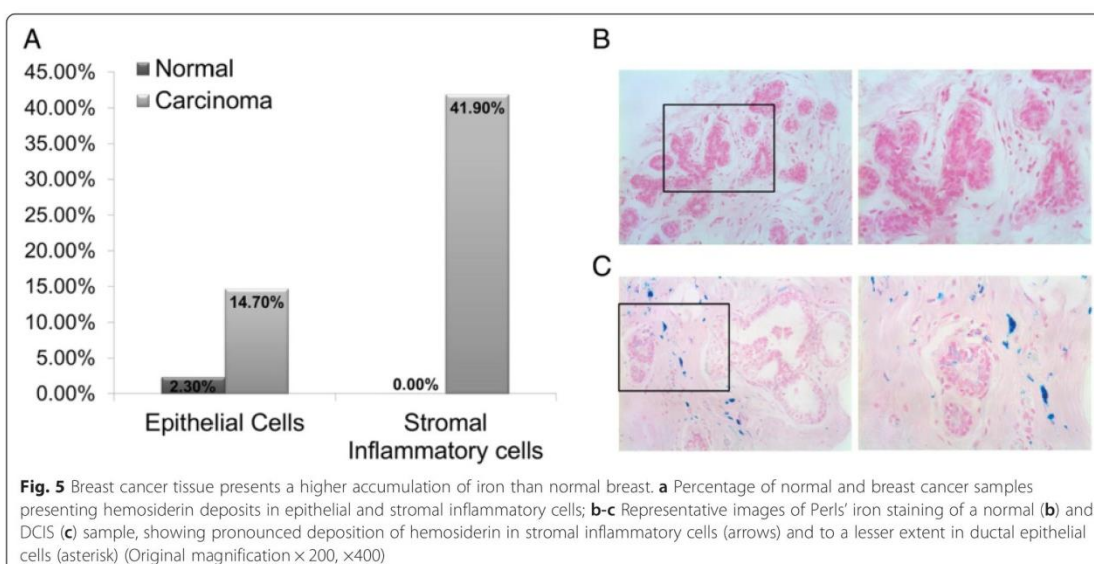 A
45.00%
40.00%
35.00%
30.00%
25.00%
20.00%
15.00%
10.00%
5.00%
0.00%
Normal
Carcinoma
2.30%
14.70%
0.00%
41.90%
Epithelial Cells
Stromal
Inflammatory cells
B
C
Fig. 5 Breast cancer tissue presents a higher accumulation of iron than normal breast. a Percentage of normal and breast cancer samples
presenting hemosiderin deposits in epithelial and stromal inflammatory cells; b-c Representative images of Perls’ iron staining of a normal (b) and
DCIS (c) sample, showing pronounced deposition of hemosiderin in stromal inflammatory cells (arrows) and to a lesser extent in ductal epithelial
cells (asterisk) (Original magnification × 200, ×400)